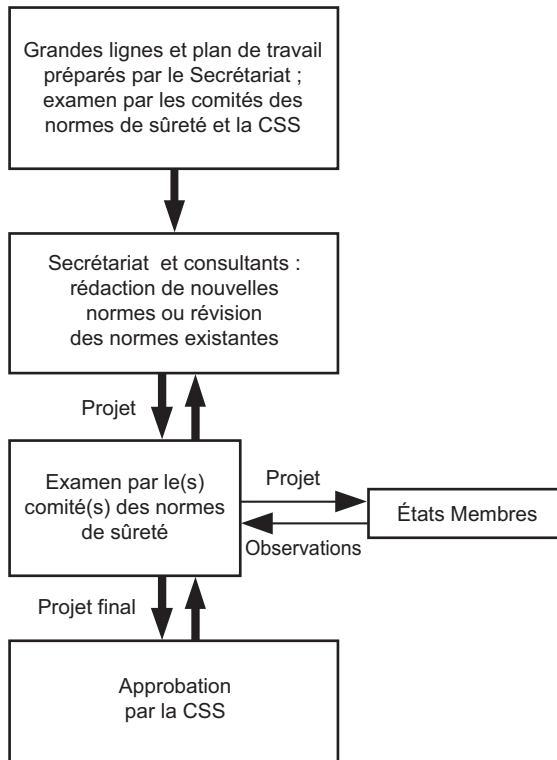 Grandes lignes et plan de travail
préparés par le Secrétariat ;
examen par les comités des
normes de sûreté et la CSS
Secrétariat et consultants :
rédaction de nouvelles
normes ou révision
des normes existantes
Projet
Examen par le(s)
comité(s) des normes
de sûreté
Projet
États Membres
Observations
Projet final
Approbation
par la CSS